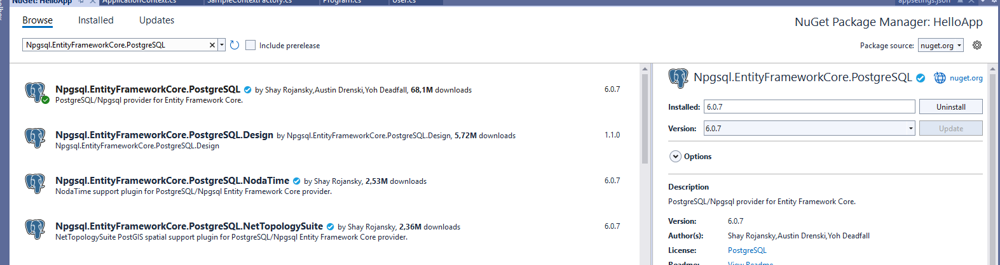 NuGet: HelloApp ApplicationContext.cs SampleContextFactory.cs Program.cs User.cs appsetings.json
Browse Installed Updates
NuGet Package Manager: HelloApp
Npgsql.EntityFrameworkCore.PostgreSQL
Include prerelease
Package source: nuget.org
Npgsql.EntityFrameworkCore.PostgreSQL by Shay Rojansky,Austin Drenski,Yoh Deadfall, 68,1M downloads 6.0.7
PostgreSQL/Npgsql provider for Entity Framework Core.
Npgsql.EntityFrameworkCore.PostgreSQL.Design by Npgsql.EntityFrameworkCore.PostgreSQL.Design, 5,72M downloads 1.1.0
Npgsql.EntityFrameworkCore.PostgreSQL.Design
Npgsql.EntityFrameworkCore.PostgreSQL.NodaTime by Shay Rojansky, 2,53M downloads 6.0.7
NodaTime support plugin for PostgreSQL/Npgsql Entity Framework Core provider.
Npgsql.EntityFrameworkCore.PostgreSQL.NetTopologySuite by Shay Rojansky, 2,36M downloads 6.0.7
NetTopologySuite PostGIS spatial support plugin for PostgreSQL/Npgsql Entity Framework Core provider.
Npgsql.EntityFrameworkCore.PostgreSQL nuget.org
Installed: 6.0.7 Uninstall
Version: 6.0.7 Update
Options
Description
PostgreSQL/Npgsql provider for Entity Framework Core.
Version: 6.0.7
Author(s): Shay Rojansky,Austin Drenski,Yoh Deadfall
License: PostgreSQL
Readme: View Readme